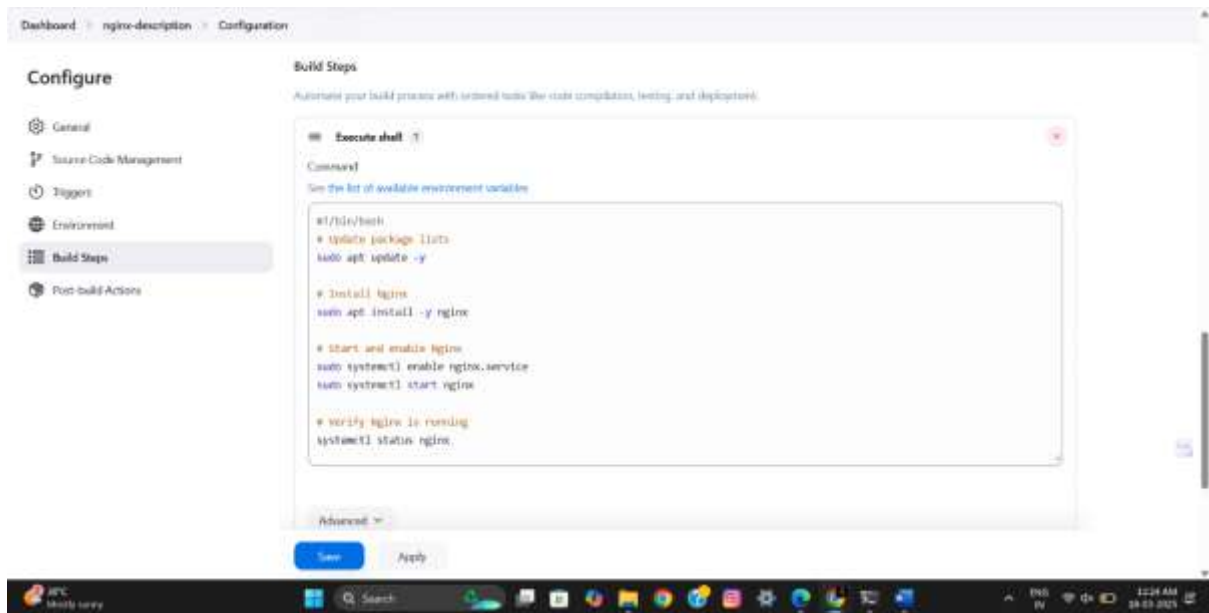 Dashboard > nginx-description > Configuration
Configure
General
Source Code Management
Triggers
Environment
Build Steps
Post-build Actions
Build Steps
Automate your build process with ordered tasks like code compilation, testing, and deployment.
Execute shell ?
Command
See the list of available environment variables
#!/bin/bash
# Update package lists
sudo apt update -y
# Install Nginx
sudo apt install -y nginx
# Start and enable Nginx
sudo systemctl enable nginx.service
sudo systemctl start nginx
# Verify Nginx is running
systemctl status nginx
Advanced
Save
Apply
Mostly sunny
Search
ENG
IN